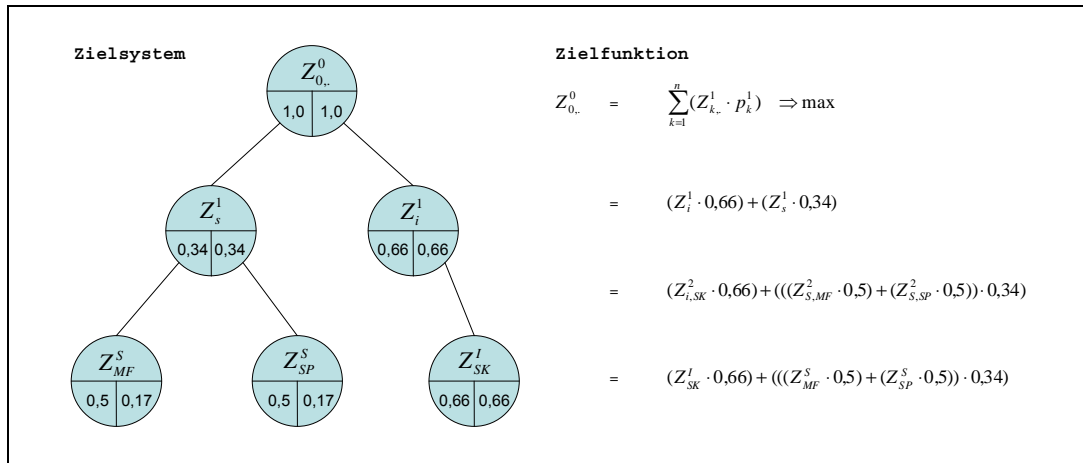 Zielsystem
Z^0_{0,.}
1,0 1,0
Z^1_s
0,34 0,34
Z^1_i
0,66 0,66
Z^S_{MF}
0,5 0,17
Z^S_{SP}
0,5 0,17
Z^I_{SK}
0,66 0,66
Zielfunktion
Z^0_{0,.} = \sum_{k=1}^{n} (Z^1_{k,.} · p^1_k) ⇒ max
= (Z^1_i · 0,66) + (Z^1_s · 0,34)
= (Z^2_{i,SK} · 0,66) + (((Z^2_{S,MF} · 0,5) + (Z^2_{S,SP} · 0,5)) · 0,34)
= (Z^I_{SK} · 0,66) + (((Z^S_{MF} · 0,5) + (Z^S_{SP} · 0,5)) · 0,34)